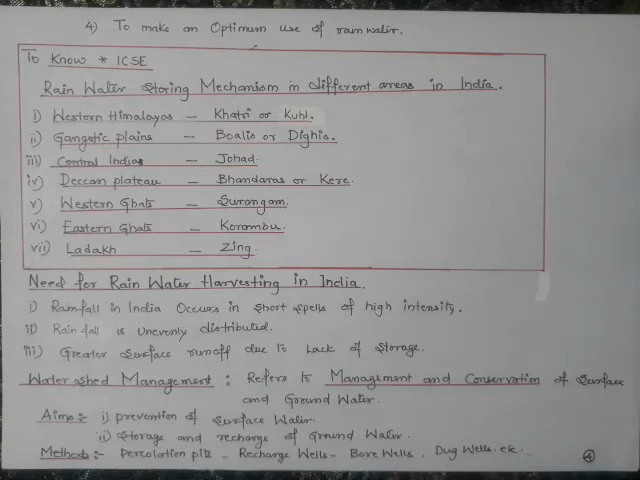 4) To make an Optimum use of rain water.
To Know * ICSE
Rain Water Storing Mechanism in different areas in India.
i) Western Himalayas - Khatri or Kuhl.
ii) Gangetic plains - Boalis or Dighis.
iii) Central India - Johad.
iv) Deccan plateau - Bhandaras or Kere.
v) Western Ghats - Surangam.
vi) Eastern Ghats - Korambu.
vii) Ladakh - Zing.
Need for Rain Water Harvesting in India.
i) Rainfall in India Occurs in short spells of high intensity.
ii) Rain fall is Unevenly distributed.
iii) Greater Surface runoff due to Lack of Storage.
Water shed Management : Refers to Management and Conservation of Surface
and Ground Water.
Aims :- i) prevention of Surface Water.
ii) Storage and recharge of Ground Water.
Methods :- Percolation pits - Recharge Wells - Bore Wells, Dug Wells. etc.
4